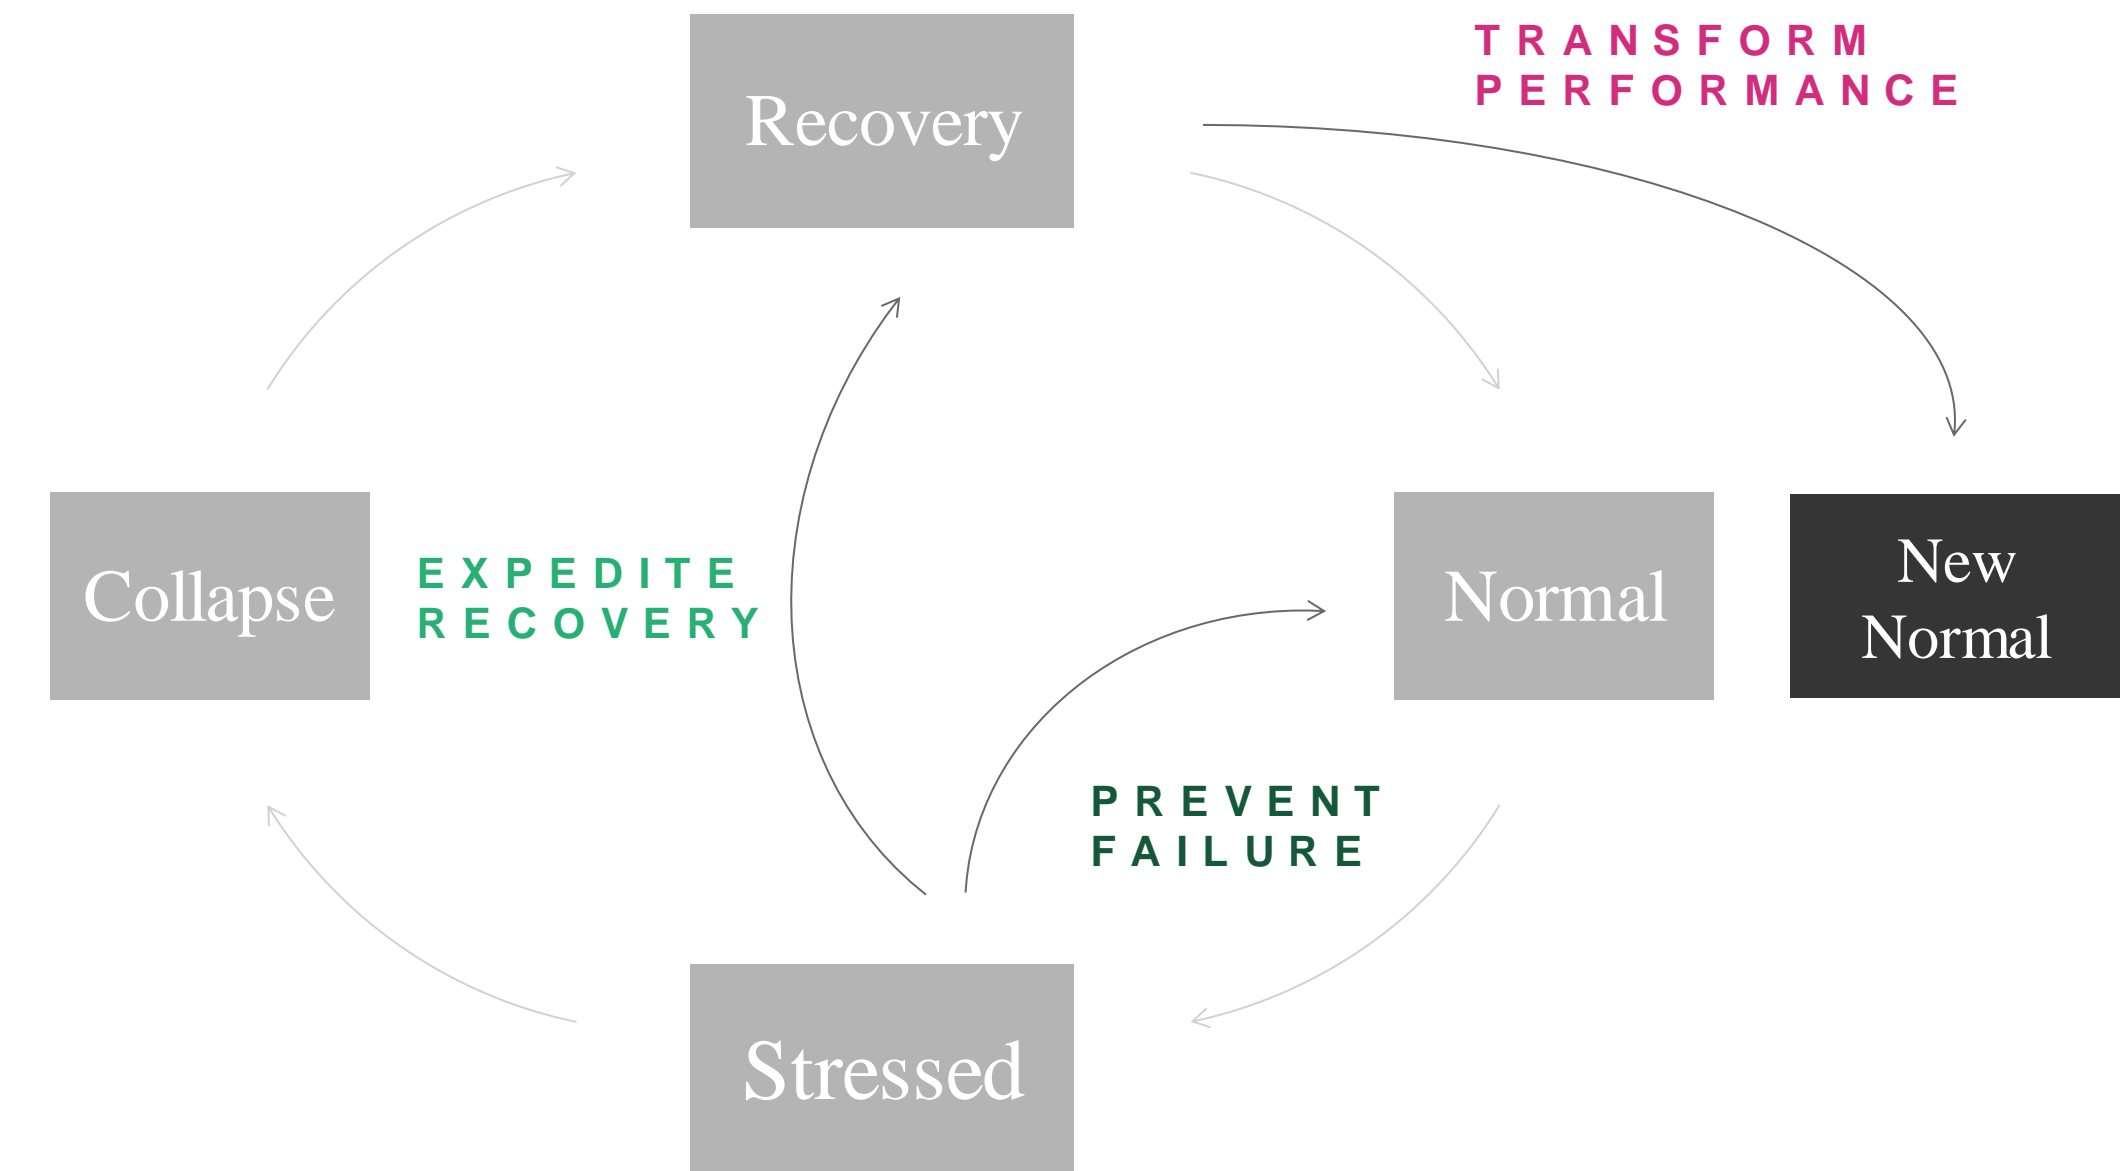 TRANSFORM
PERFORMANCE
Recovery
Collapse
EXPEDITE
RECOVERY
Normal
New
Normal
PREVENT
FAILURE
Stressed